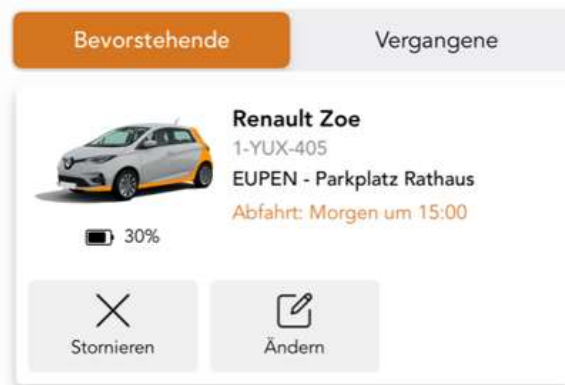 Bevorstehende
Vergangene
Renault Zoe
1-YUX-405
EUPEN - Parkplatz Rathaus
Abfahrt: Morgen um 15:00
30%
Stornieren
Ändern